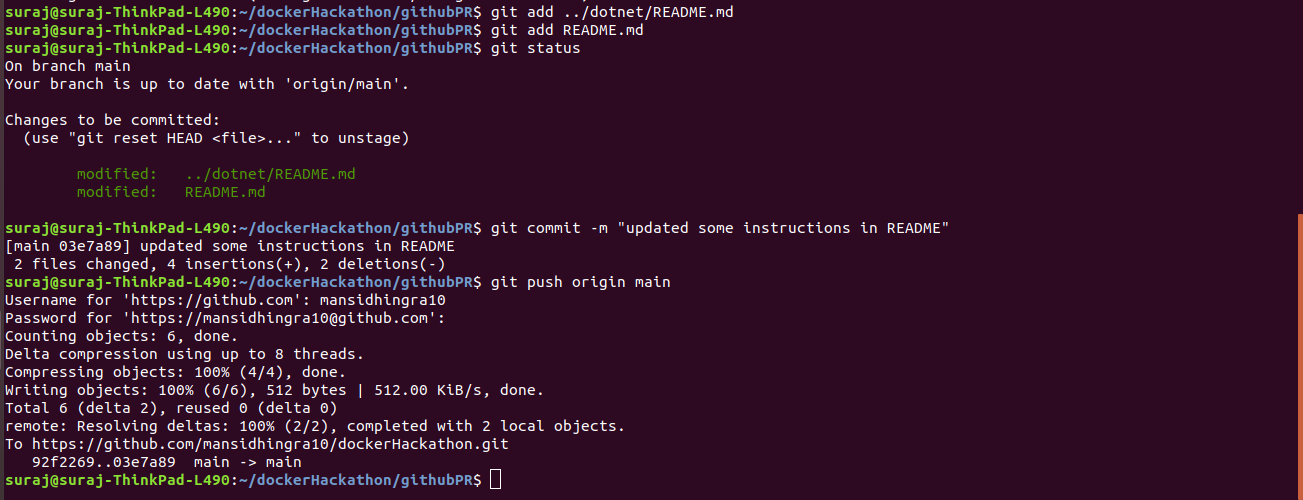 suraj@suraj-ThinkPad-L490:~/dockerHackathon/githubPR$ git add ../dotnet/README.md
suraj@suraj-ThinkPad-L490:~/dockerHackathon/githubPR$ git add README.md
suraj@suraj-ThinkPad-L490:~/dockerHackathon/githubPR$ git status
On branch main
Your branch is up to date with 'origin/main'.
Changes to be committed:
  (use "git reset HEAD <file>..." to unstage)
        modified:   ../dotnet/README.md
        modified:   README.md
suraj@suraj-ThinkPad-L490:~/dockerHackathon/githubPR$ git commit -m "updated some instructions in README"
[main 03e7a89] updated some instructions in README
 2 files changed, 4 insertions(+), 2 deletions(-)
suraj@suraj-ThinkPad-L490:~/dockerHackathon/githubPR$ git push origin main
Username for 'https://github.com': mansidhingra10
Password for 'https://mansidhingra10@github.com':
Counting objects: 6, done.
Delta compression using up to 8 threads.
Compressing objects: 100% (4/4), done.
Writing objects: 100% (6/6), 512 bytes | 512.00 KiB/s, done.
Total 6 (delta 2), reused 0 (delta 0)
remote: Resolving deltas: 100% (2/2), completed with 2 local objects.
To https://github.com/mansidhingra10/dockerHackathon.git
   92f2269..03e7a89  main -> main
suraj@suraj-ThinkPad-L490:~/dockerHackathon/githubPR$